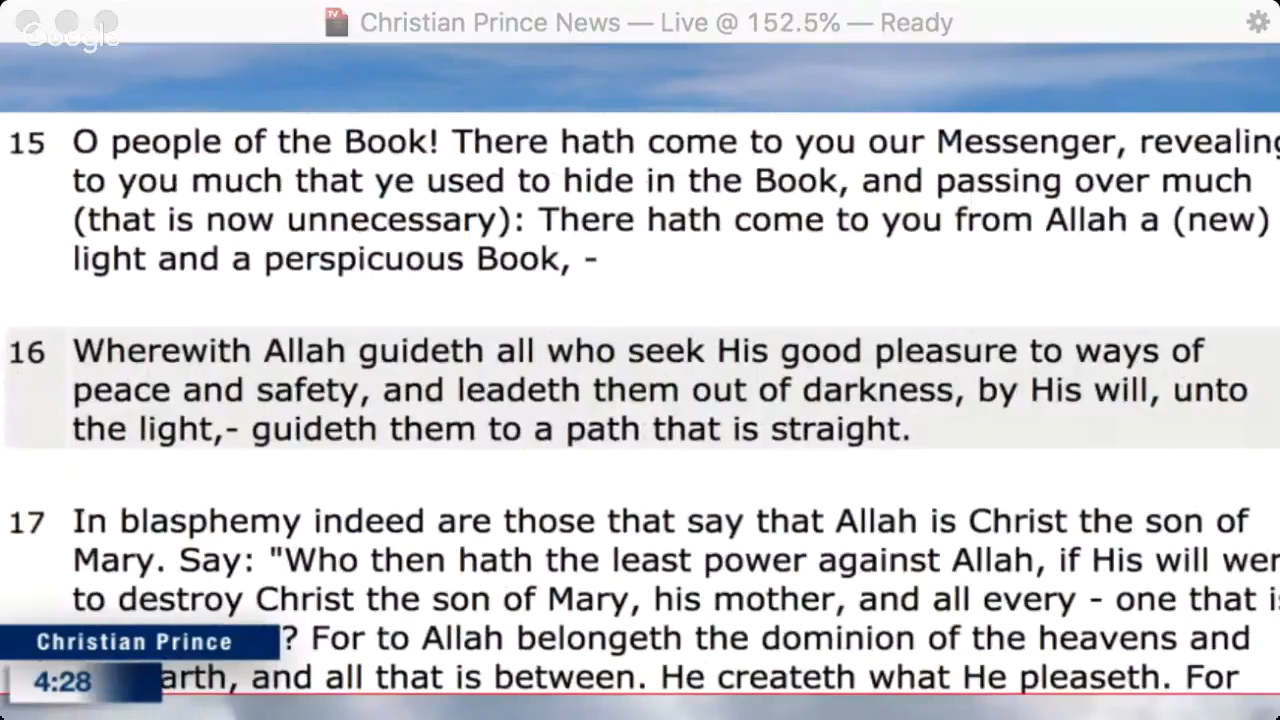 Google
Christian Prince News — Live @ 152.5% — Ready
15 O people of the Book! There hath come to you our Messenger, revealing
to you much that ye used to hide in the Book, and passing over much
(that is now unnecessary): There hath come to you from Allah a (new)
light and a perspicuous Book, -
16 Wherewith Allah guideth all who seek His good pleasure to ways of
peace and safety, and leadeth them out of darkness, by His will, unto
the light,- guideth them to a path that is straight.
17 In blasphemy indeed are those that say that Allah is Christ the son of
Mary. Say: "Who then hath the least power against Allah, if His will wer
to destroy Christ the son of Mary, his mother, and all every - one that is
? For to Allah belongeth the dominion of the heavens and
arth, and all that is between. He createth what He pleaseth. For
Christian Prince
4:28